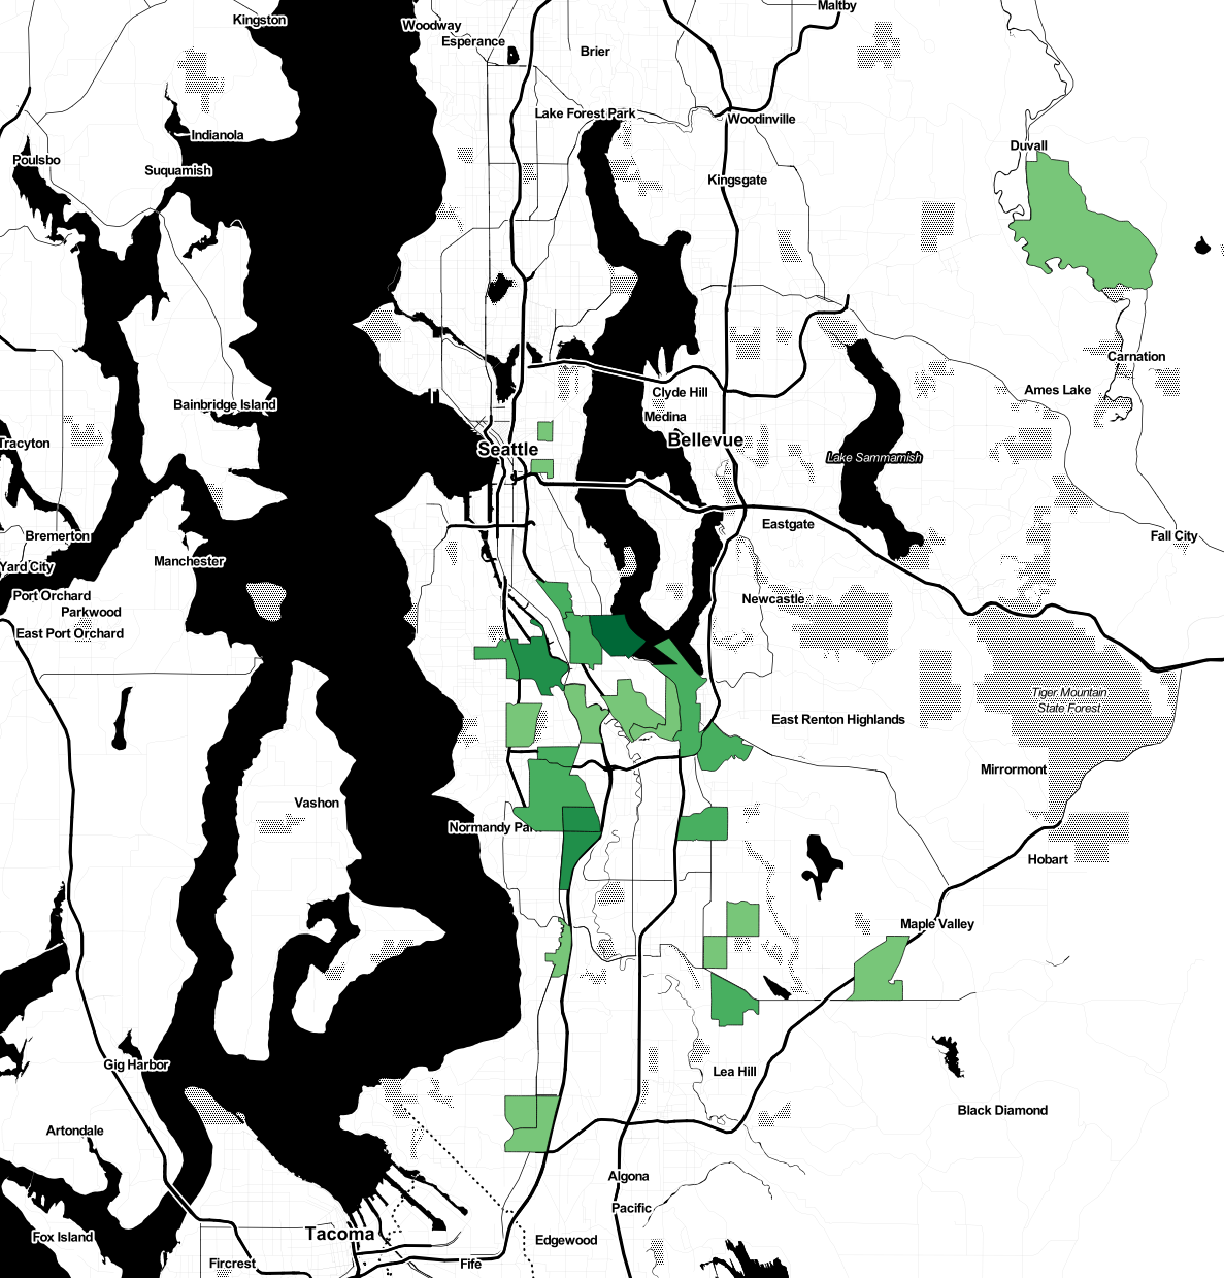 Maltby
Kingston
Woodway
Esperance
Brier
Lake Forest Park
Woodinville
Indianola
Duvall
Poulsbo
Suquamish
Kingsgate
Carnation
Ames Lake
Clyde Hill
Bainbridge Island
Medina
Tracyton
Seattle
Bellevue
Lake Sammamish
Eastgate
Bremerton
Fall City
Manchester
Yard City
Port Orchard
Newcastle
Parkwood
East Port Orchard
Tiger Mountain
State Forest
East Renton Highlands
Mirrormont
Vashon
Normandy Par
Hobart
Maple Valley
Gig Harbor
Lea Hill
Black Diamond
Artondale
Algona
Pacific
Tacoma
Fox Island
Edgewood
Fircrest
Fife